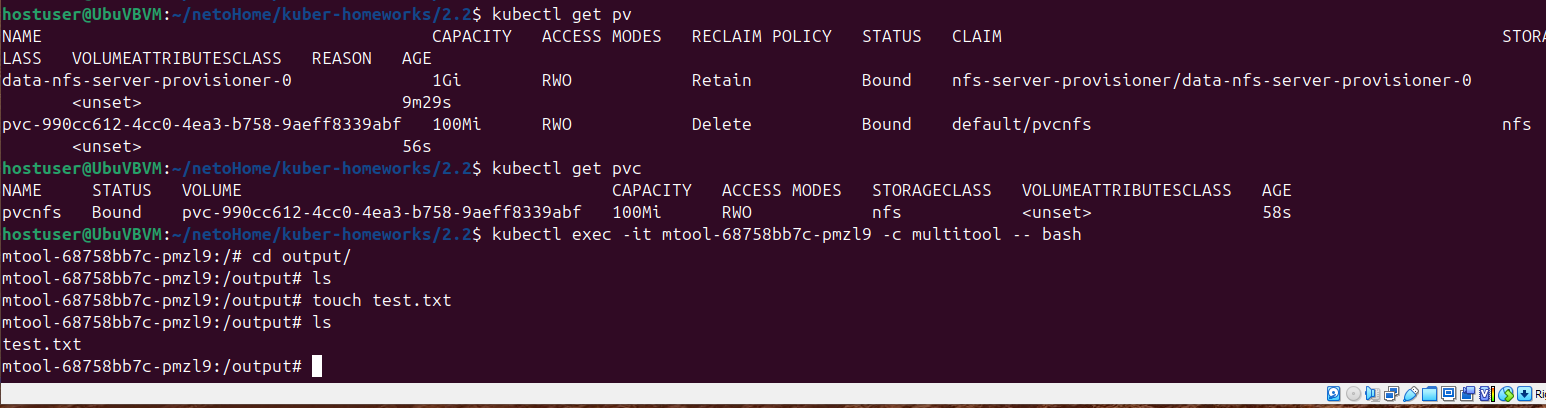 hostuser@UbuVBVM:~/netoHome/kuber-homeworks/2.2$ kubectl get pv
NAME                                       CAPACITY   ACCESS MODES   RECLAIM POLICY   STATUS   CLAIM                                                  STORA
LASS   VOLUMEATTRIBUTESCLASS   REASON   AGE
data-nfs-server-provisioner-0              1Gi        RWO            Retain           Bound    nfs-server-provisioner/data-nfs-server-provisioner-0
       <unset>                          9m29s
pvc-990cc612-4cc0-4ea3-b758-9aeff8339abf   100Mi      RWO            Delete           Bound    default/pvcnfs                                         nfs
       <unset>                          56s
hostuser@UbuVBVM:~/netoHome/kuber-homeworks/2.2$ kubectl get pvc
NAME     STATUS   VOLUME                                     CAPACITY   ACCESS MODES   STORAGECLASS   VOLUMEATTRIBUTESCLASS   AGE
pvcnfs   Bound    pvc-990cc612-4cc0-4ea3-b758-9aeff8339abf   100Mi      RWO            nfs            <unset>                 58s
hostuser@UbuVBVM:~/netoHome/kuber-homeworks/2.2$ kubectl exec -it mtool-68758bb7c-pmzl9 -c multitool -- bash
mtool-68758bb7c-pmzl9:/# cd output/
mtool-68758bb7c-pmzl9:/output# ls
mtool-68758bb7c-pmzl9:/output# touch test.txt
mtool-68758bb7c-pmzl9:/output# ls
test.txt
mtool-68758bb7c-pmzl9:/output#